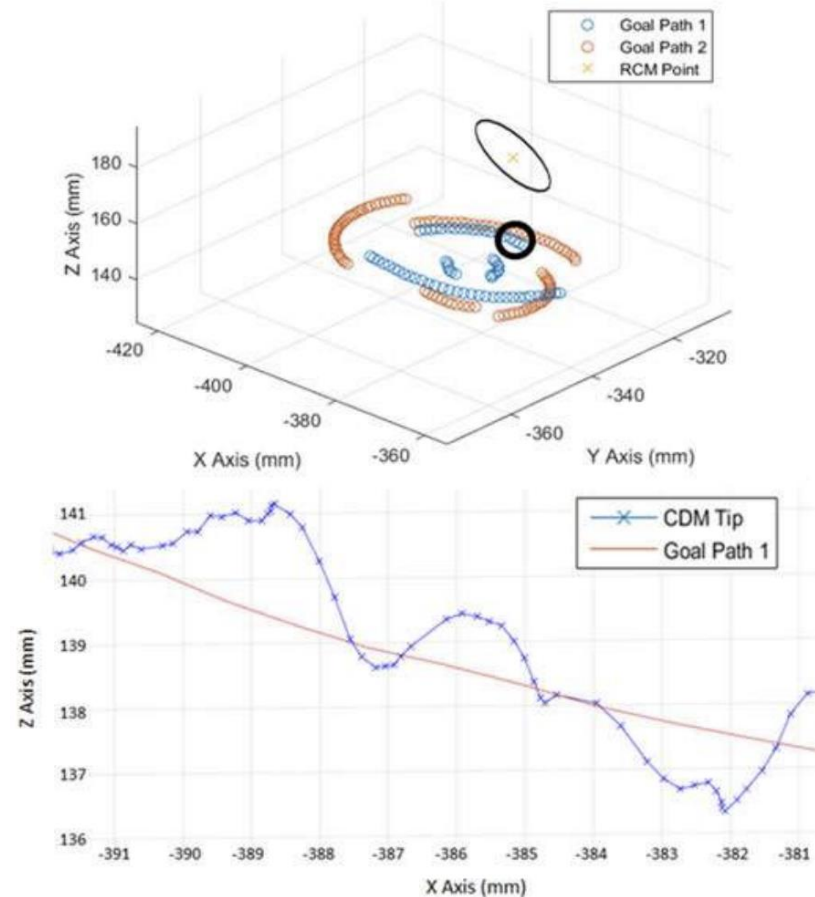 Goal Path 1
Goal Path 2
RCM Point
Z Axis (mm)
180
160
140
-420
-400
-380
-360
X Axis (mm)
-320
-340
-360
Y Axis (mm)
CDM Tip
Goal Path 1
Z Axis (mm)
141
140
139
138
137
136
-391 -390 -389 -388 -387 -386 -385 -384 -383 -382 -381
X Axis (mm)